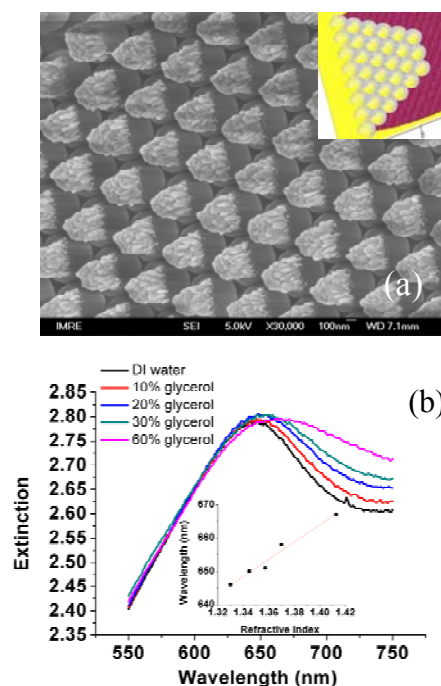 (a)
IMRE SEI 5.0kV X30,000 100nm WD 7.1mm
(b)
DI water
10% glycerol
20% glycerol
30% glycerol
60% glycerol
2.85
2.80
2.75
2.70
2.65
2.60
2.55
2.50
2.45
2.40
2.35
Extinction
670
660
650
640
Wavelength (nm)
1.32 1.34 1.36 1.38 1.40 1.42
Refractive Index
550 600 650 700 750
Wavelength (nm)